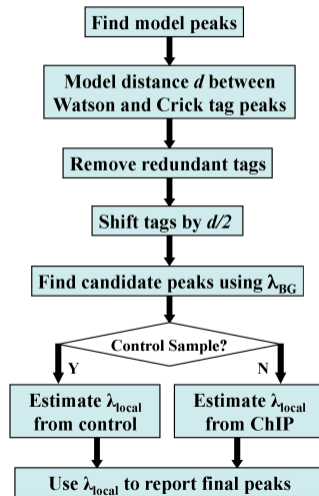 Find model peaks
Model distance d between
Watson and Crick tag peaks
Remove redundant tags
Shift tags by d/2
Find candidate peaks using λBG
Control Sample?
Y
N
Estimate λlocal
from control
Estimate λlocal
from ChIP
Use λlocal to report final peaks